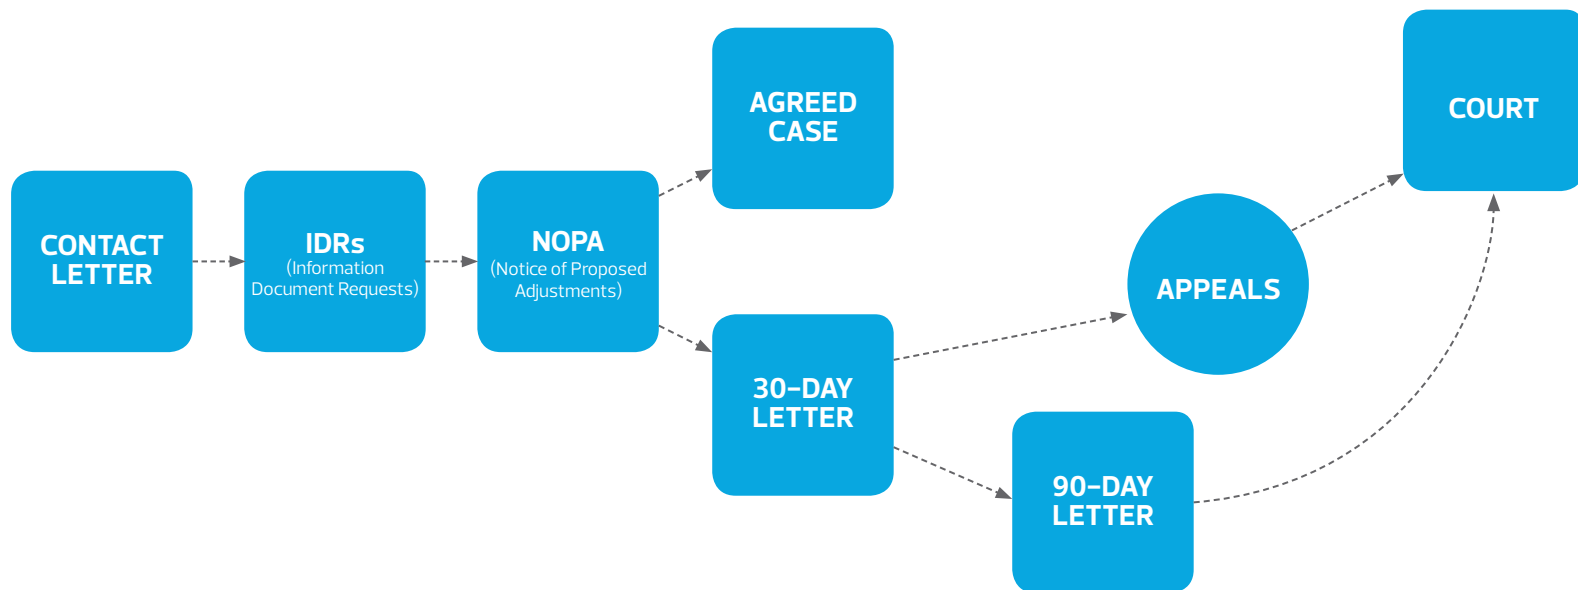 CONTACT
LETTER
IDRs
(Information
Document Requests)
NOPA
(Notice of Proposed
Adjustments)
AGREED
CASE
30-DAY
LETTER
APPEALS
90-DAY
LETTER
COURT